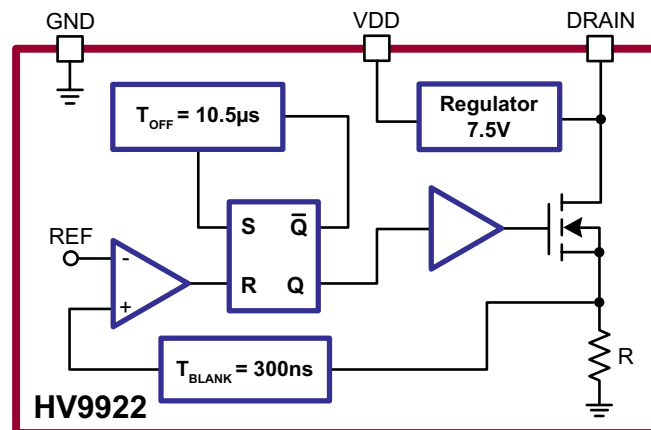 GND
VDD
DRAIN
TOFF = 10.5µs
Regulator
7.5V
REF
-
+
S
Q̅
R
Q
TBLANK = 300ns
R
HV9922